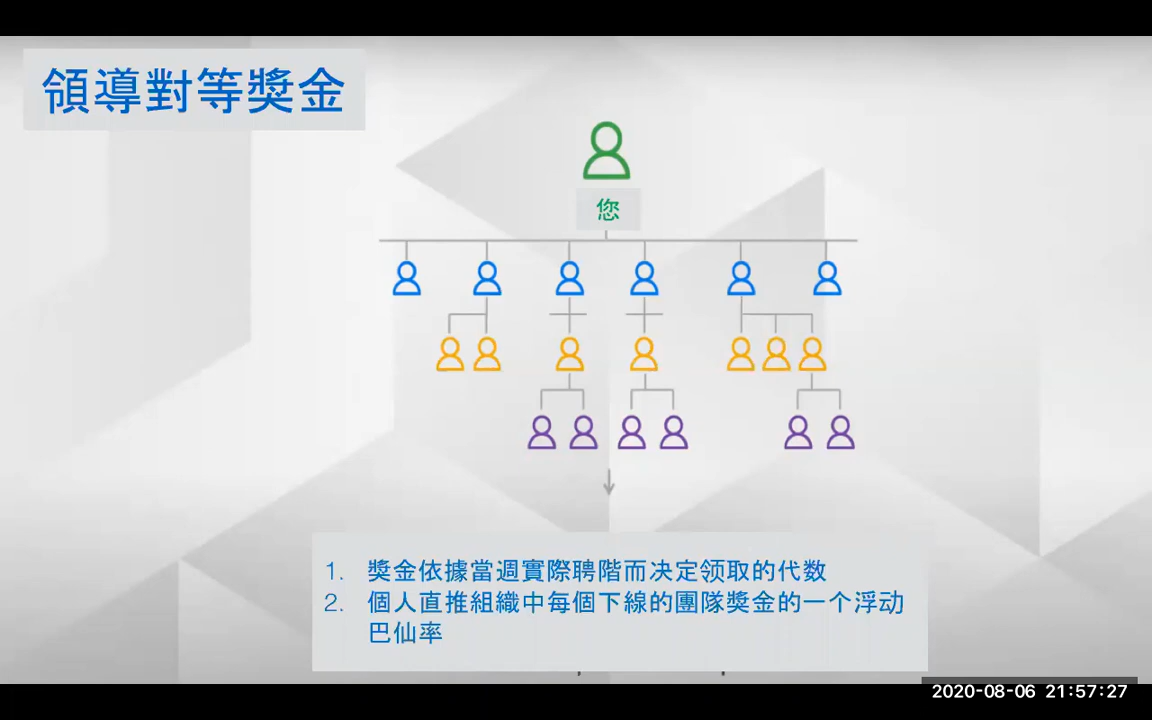 領導對等獎金
您
1. 獎金依據當週實際聘階而决定领取的代数
2. 個人直推組織中每個下線的團隊獎金的一个浮动
巴仙率
2020-08-06 21:57:27